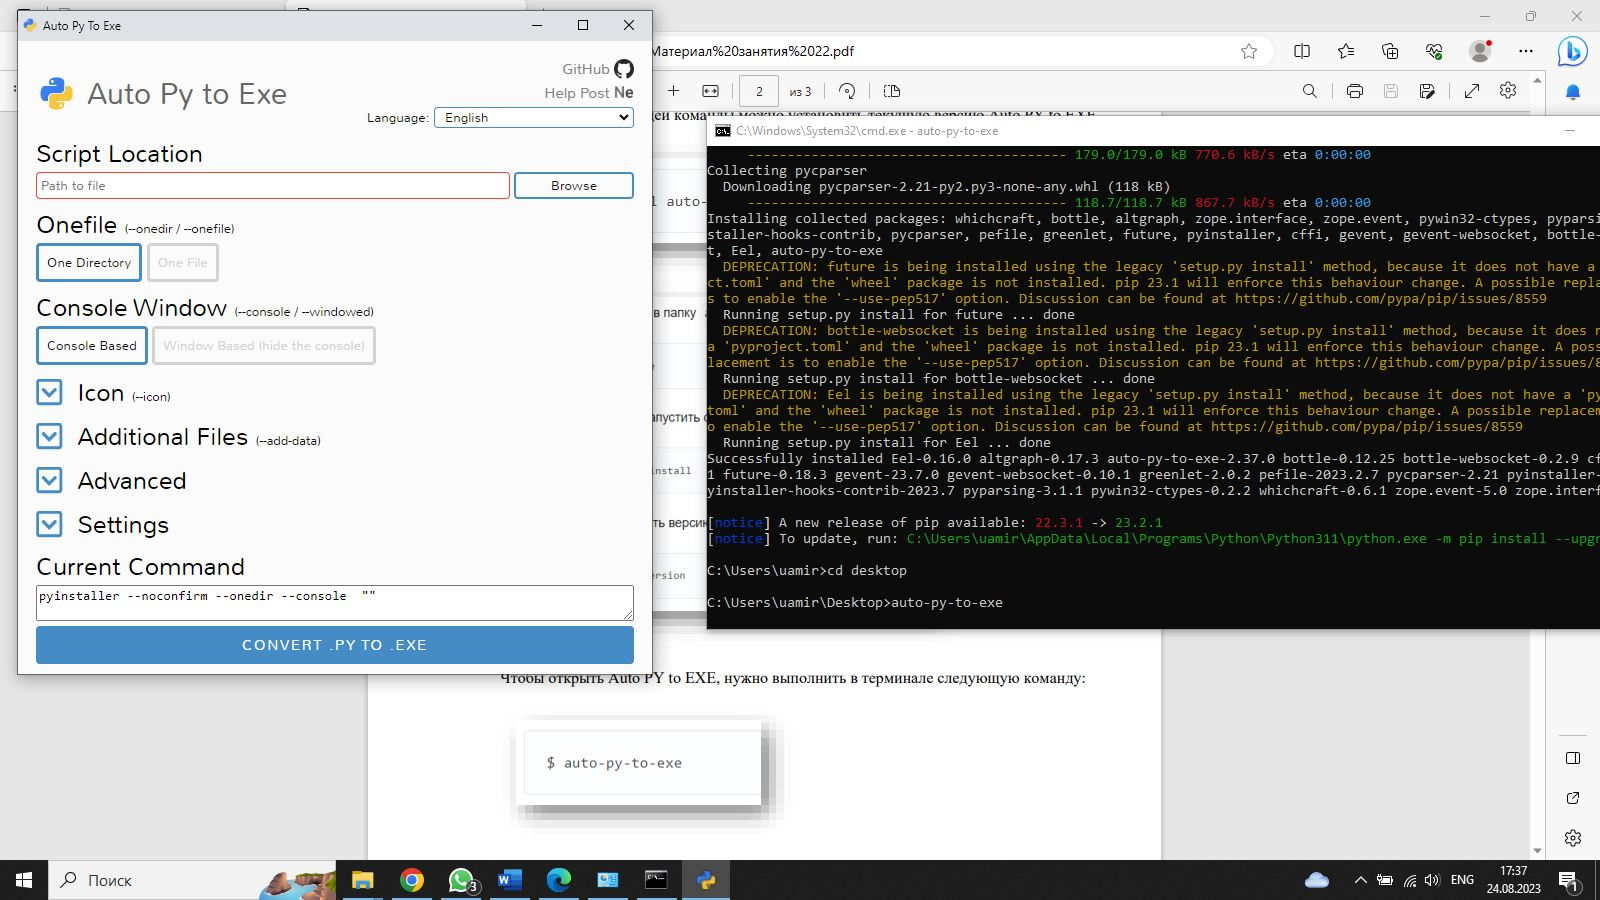 Auto Py To Exe
Auto Py to Exe
GitHub
Help Post Ne
Language: English
Script Location
Path to file
Browse
Onefile (--onedir / --onefile)
One Directory
One File
Console Window (--console / --windowed)
Console Based
Window Based (hide the console)
Icon (--icon)
Additional Files (--add-data)
Advanced
Settings
Current Command
pyinstaller --noconfirm --onedir --console  ""
CONVERT .PY TO .EXE
Материал%20занятия%2022.pdf
2 из 3
l auto-
в папку
апустить
install
ть верси
ersion
C:\Windows\System32\cmd.exe - auto-py-to-exe
---------------------------------------- 179.0/179.0 kB 770.6 kB/s eta 0:00:00
Collecting pycparser
Downloading pycparser-2.21-py2.py3-none-any.whl (118 kB)
---------------------------------------- 118.7/118.7 kB 867.7 kB/s eta 0:00:00
Installing collected packages: whichcraft, bottle, altgraph, zope.interface, zope.event, pywin32-ctypes, pyparsi
staller-hooks-contrib, pycparser, pefile, greenlet, future, pyinstaller, cffi, gevent, gevent-websocket, bottle-
t, Eel, auto-py-to-exe
DEPRECATION: future is being installed using the legacy 'setup.py install' method, because it does not have a
ct.toml' and the 'wheel' package is not installed. pip 23.1 will enforce this behaviour change. A possible repla
s to enable the '--use-pep517' option. Discussion can be found at https://github.com/pypa/pip/issues/8559
Running setup.py install for future ... done
DEPRECATION: bottle-websocket is being installed using the legacy 'setup.py install' method, because it does n
a 'pyproject.toml' and the 'wheel' package is not installed. pip 23.1 will enforce this behaviour change. A pos
lacement is to enable the '--use-pep517' option. Discussion can be found at https://github.com/pypa/pip/issues/8
Running setup.py install for bottle-websocket ... done
DEPRECATION: Eel is being installed using the legacy 'setup.py install' method, because it does not have a 'py
toml' and the 'wheel' package is not installed. pip 23.1 will enforce this behaviour change. A possible replacem
o enable the '--use-pep517' option. Discussion can be found at https://github.com/pypa/pip/issues/8559
Running setup.py install for Eel ... done
Successfully installed Eel-0.16.0 altgraph-0.17.3 auto-py-to-exe-2.37.0 bottle-0.12.25 bottle-websocket-0.2.9 cf
1 future-0.18.3 gevent-23.7.0 gevent-websocket-0.10.1 greenlet-2.0.2 pefile-2023.2.7 pycparser-2.21 pyinstaller-
yinstaller-hooks-contrib-2023.7 pyparsing-3.1.1 pywin32-ctypes-0.2.2 whichcraft-0.6.1 zope.event-5.0 zope.interf
[notice] A new release of pip available: 22.3.1 -> 23.2.1
[notice] To update, run: C:\Users\uamir\AppData\Local\Programs\Python\Python311\python.exe -m pip install --upgr
C:\Users\uamir>cd desktop
C:\Users\uamir\Desktop>auto-py-to-exe
Чтобы открыть Auto PY to EXE, нужно выполнить в терминале следующую команду:
$ auto-py-to-exe
Поиск
3
ENG
17:37
24.08.2023
1